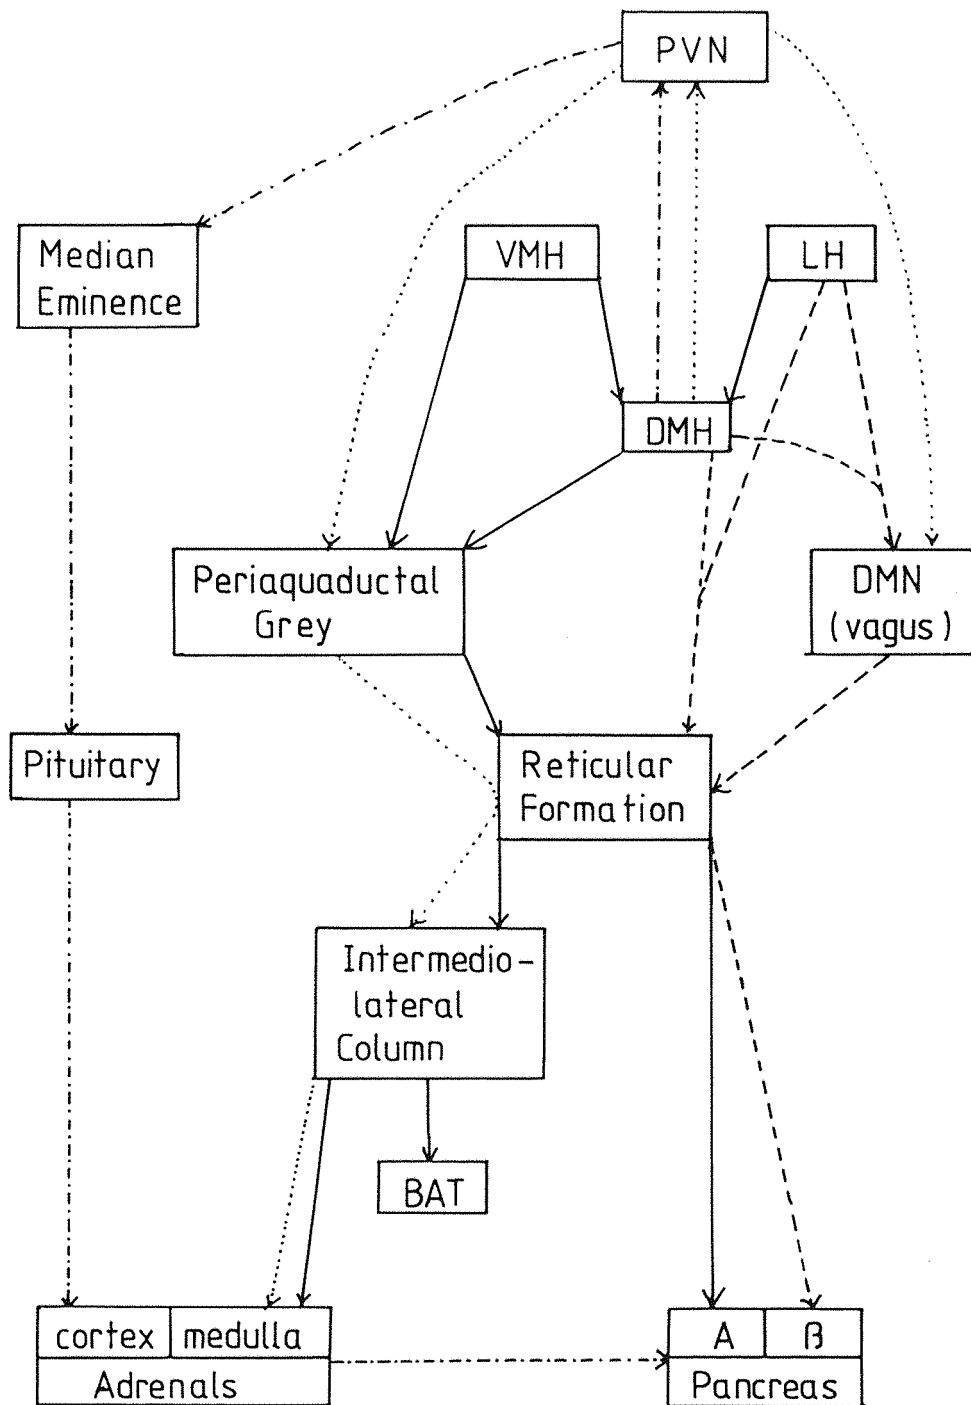 PVN
VMH
LH
Median
Eminence
DMH
Periaquaductal
Grey
DMN
(vagus)
Pituitary
Reticular
Formation
Intermedio-
lateral
Column
BAT
cortex medulla
Adrenals
A ß
Pancreas